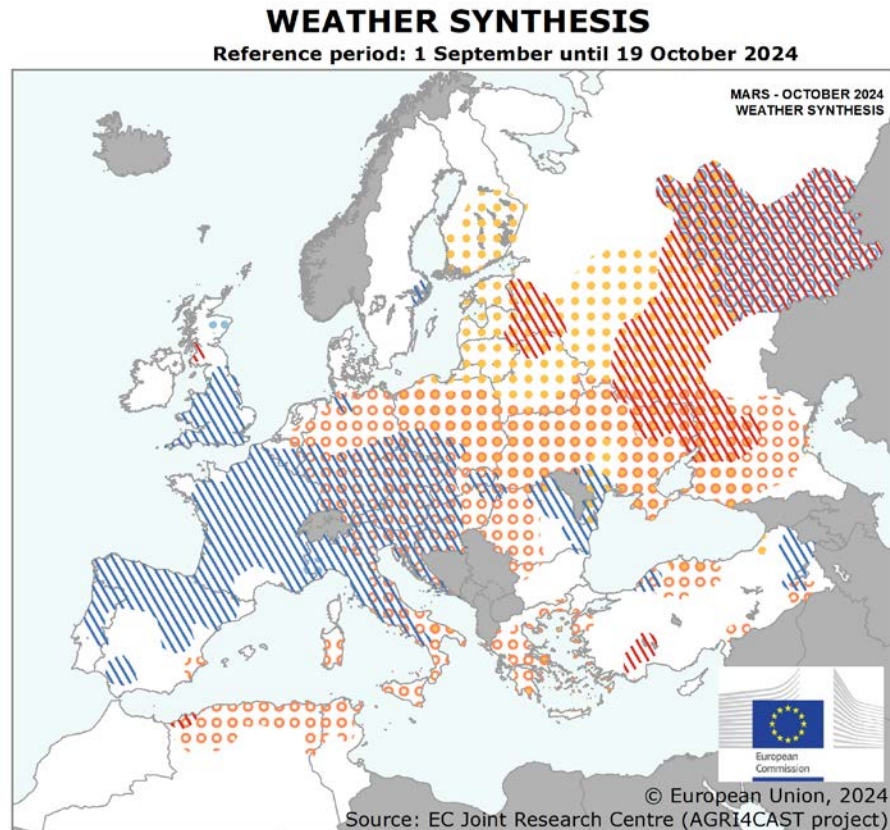 WEATHER SYNTHESIS
Reference period: 1 September until 19 October 2024
MARS - OCTOBER 2024
WEATHER SYNTHESIS
European
Commission
© European Union, 2024
Source: EC Joint Research Centre (AGRI4CAST project)